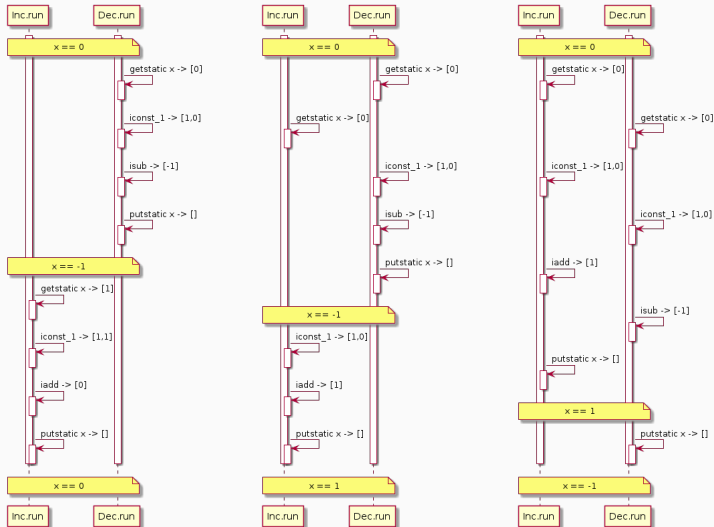 Inc.run Dec.run
x == 0
getstatic x -> [0]
iconst_1 -> [1,0]
isub -> [-1]
putstatic x -> []
x == -1
getstatic x -> [1]
iconst_1 -> [1,1]
iadd -> [0]
putstatic x -> []
x == 0
Inc.run Dec.run
Inc.run Dec.run
x == 0
getstatic x -> [0]
getstatic x -> [0]
iconst_1 -> [1,0]
isub -> [-1]
putstatic x -> []
x == -1
iconst_1 -> [1,0]
iadd -> [1]
putstatic x -> []
x == 1
Inc.run Dec.run
Inc.run Dec.run
x == 0
getstatic x -> [0]
getstatic x -> [0]
iconst_1 -> [1,0]
iconst_1 -> [1,0]
iadd -> [1]
isub -> [-1]
putstatic x -> []
x == 1
putstatic x -> []
x == -1
Inc.run Dec.run